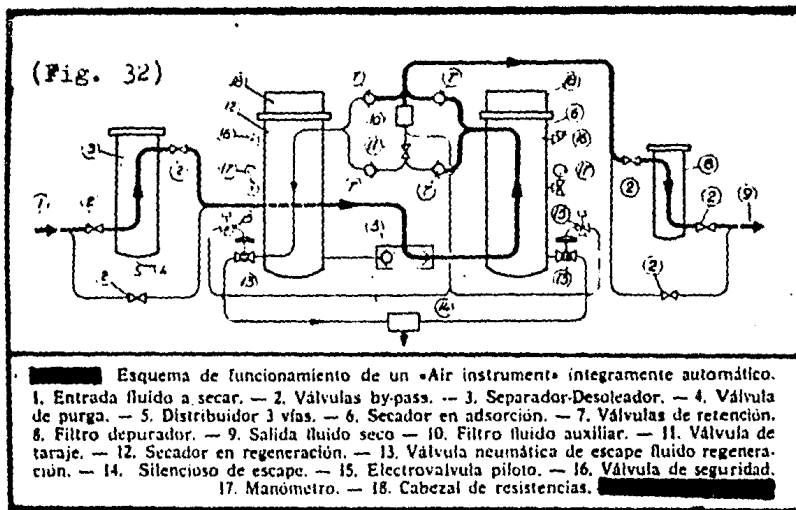 (Fig. 32)
Esquema de funcionamiento de un «Air instrument» íntegramente automático.
1. Entrada fluido a secar. — 2. Válvulas by-pass. — 3. Separador-Desoleador. — 4. Válvula
de purga. — 5. Distribuidor 3 vías. — 6. Secador en adsorción. — 7. Válvulas de retención.
8. Filtro depurador. — 9. Salida fluido seco — 10. Filtro fluido auxiliar. — 11. Válvula de
taraje. — 12. Secador en regeneración. — 13. Válvula neumática de escape fluido regenera-
ción. — 14. Silencioso de escape. — 15. Electrovalvula piloto. — 16. Válvula de seguridad.
17. Manómetro. — 18. Cabezal de resistencias.